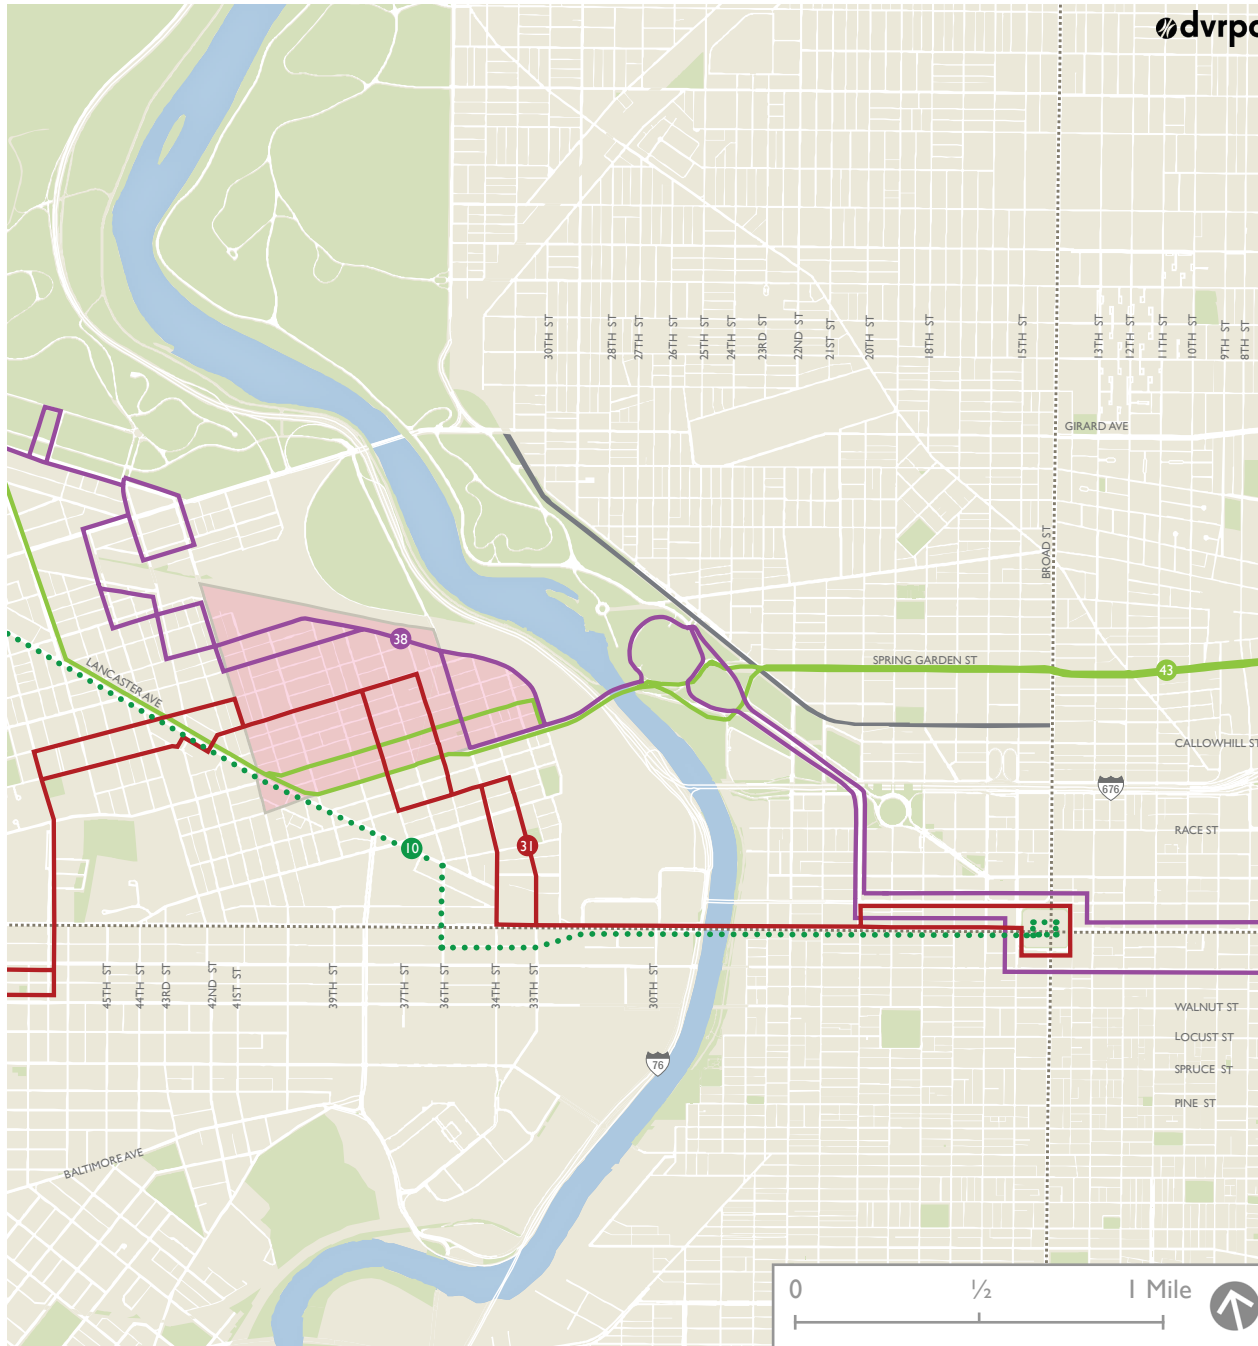 dvrpc
30TH ST
28TH ST
27TH ST
26TH ST
25TH ST
24TH ST
23RD ST
22ND ST
21ST ST
20TH ST
18TH ST
15TH ST
13TH ST
12TH ST
11TH ST
10TH ST
9TH ST
8TH ST
GIRARD AVE
BROAD ST
38
SPRING GARDEN ST
43
LANCASTER AVE
CALLOWHILL ST
676
RACE ST
10
31
45TH ST
44TH ST
43RD ST
42ND ST
41ST ST
39TH ST
37TH ST
36TH ST
34TH ST
33TH ST
30TH ST
WALNUT ST
LOCUST ST
76
SPRUCE ST
PINE ST
BALTIMORE AVE
0 ½ 1 Mile